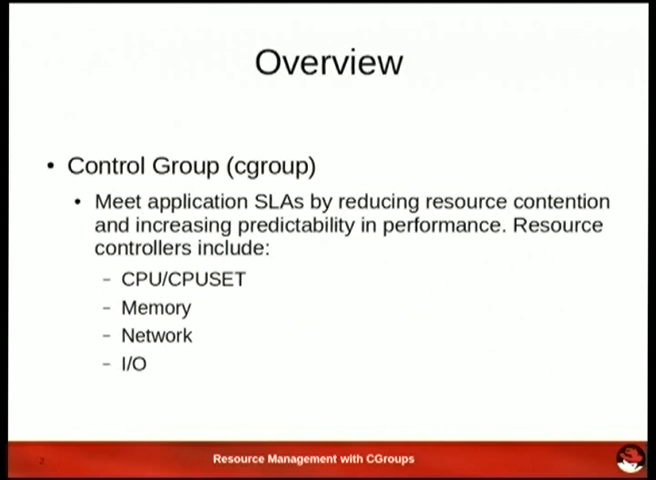 Overview
• Control Group (cgroup)
• Meet application SLAs by reducing resource contention
and increasing predictability in performance. Resource
controllers include:
– CPU/CPUSET
– Memory
– Network
– I/O
2
Resource Management with CGroups